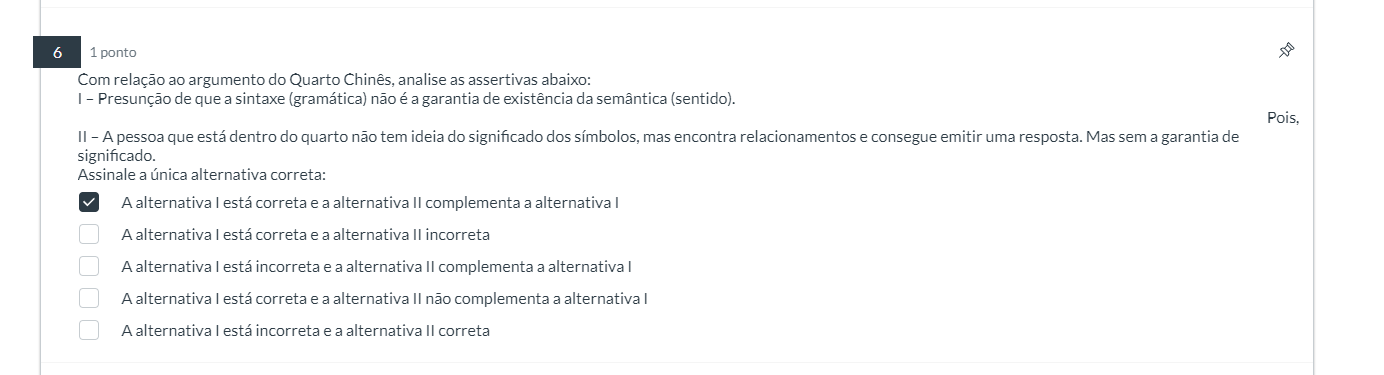 6 1 ponto
Com relação ao argumento do Quarto Chinês, analise as assertivas abaixo:
I – Presunção de que a sintaxe (gramática) não é a garantia de existência da semântica (sentido).
Pois,
II – A pessoa que está dentro do quarto não tem ideia do significado dos símbolos, mas encontra relacionamentos e consegue emitir uma resposta. Mas sem a garantia de
significado.
Assinale a única alternativa correta:
A alternativa I está correta e a alternativa II complementa a alternativa I
A alternativa I está correta e a alternativa II incorreta
A alternativa I está incorreta e a alternativa II complementa a alternativa I
A alternativa I está correta e a alternativa II não complementa a alternativa I
A alternativa I está incorreta e a alternativa II correta